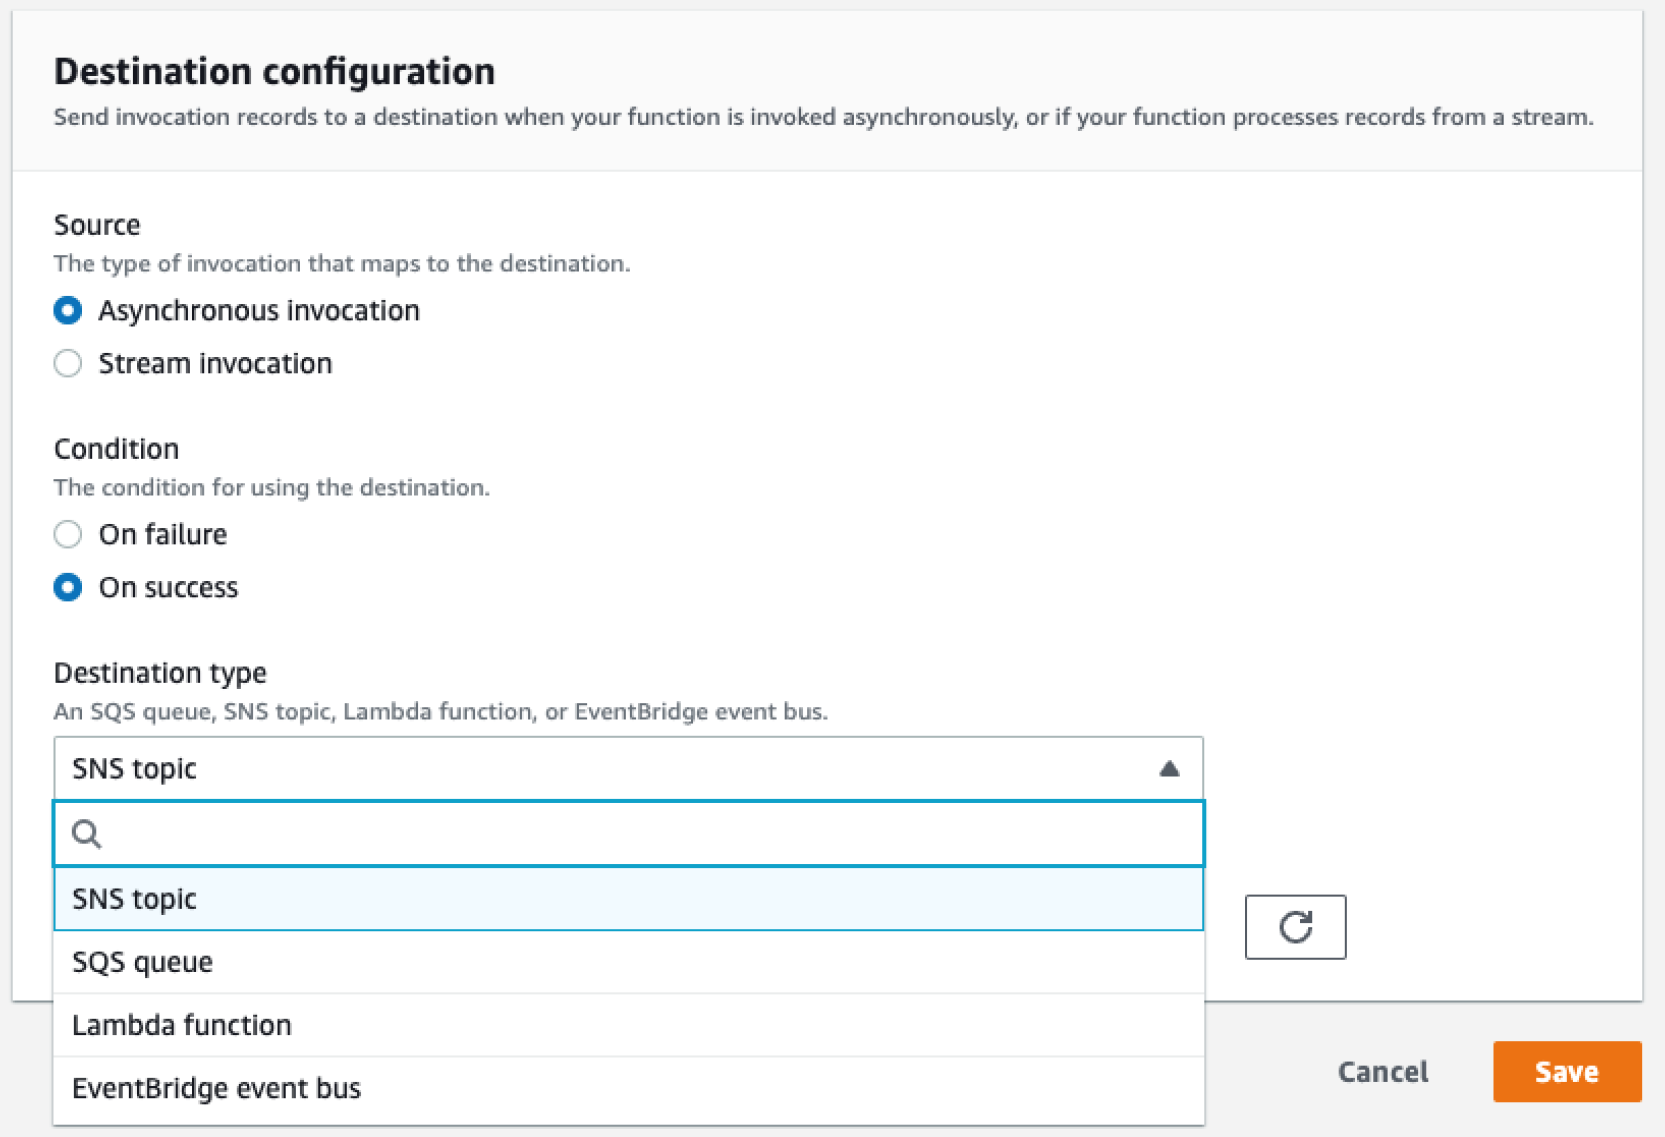 Destination configuration
Send invocation records to a destination when your function is invoked asynchronously, or if your function processes records from a stream.
Source
The type of invocation that maps to the destination.
Asynchronous invocation
Stream invocation
Condition
The condition for using the destination.
On failure
On success
Destination type
An SQS queue, SNS topic, Lambda function, or EventBridge event bus.
SNS topic
SNS topic
SQS queue
Lambda function
EventBridge event bus
Cancel
Save